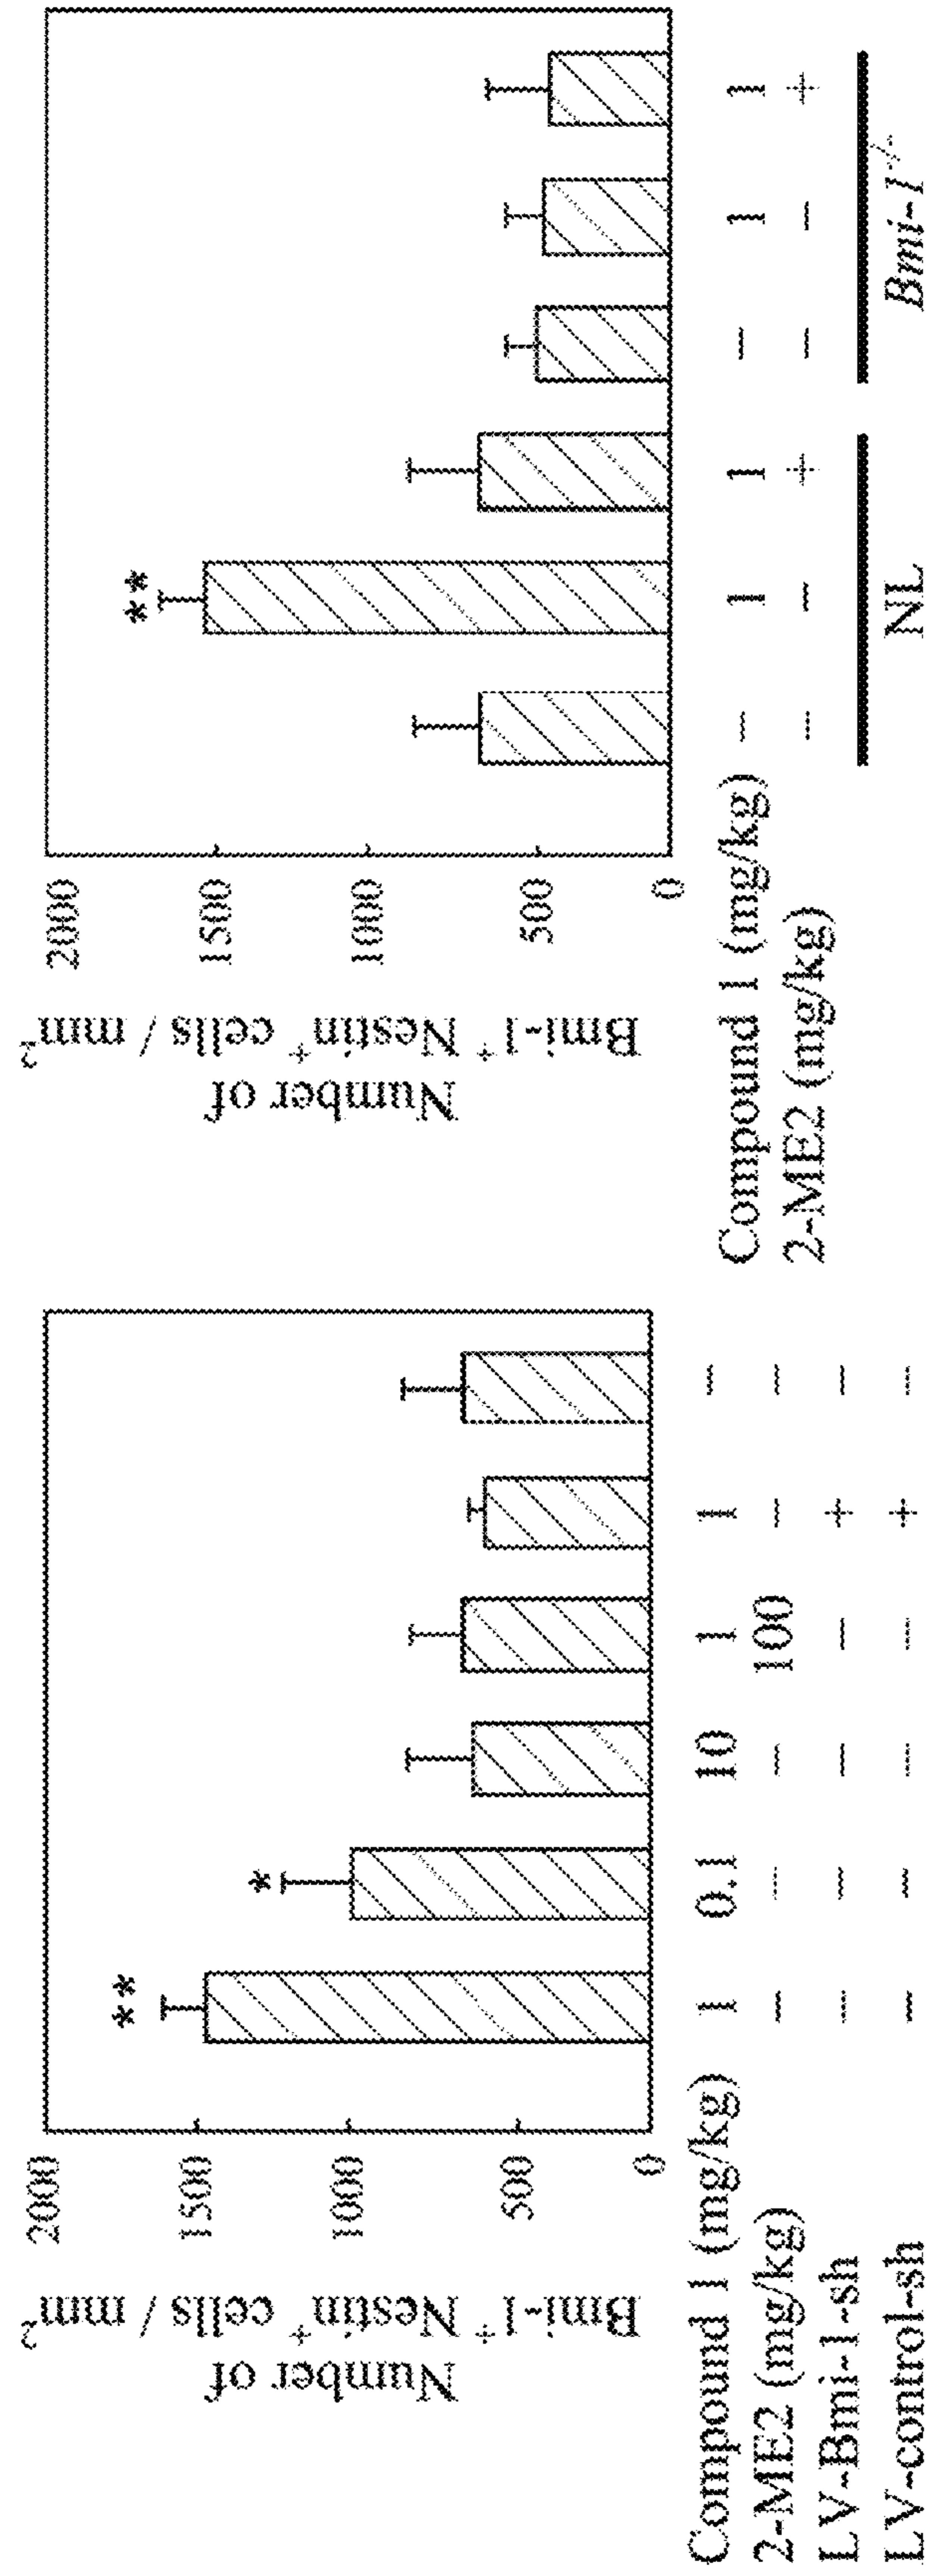 Number of
Bmi-1⁺ Nestin⁺ cells / mm²
2000
1500
1000
500
0
**
*
Compound 1 (mg/kg) 1 0.1 10 1 1 –
2-ME2 (mg/kg) – – – 100 – –
LV-Bmi-1-sh – – – – + –
LV-control-sh – – – – + –
Number of
Bmi-1⁺ Nestin⁺ cells / mm²
2000
1500
1000
500
0
**
Compound 1 (mg/kg) – 1 1 – 1 1
2-ME2 (mg/kg) – – + – – +
NL Bmi-1